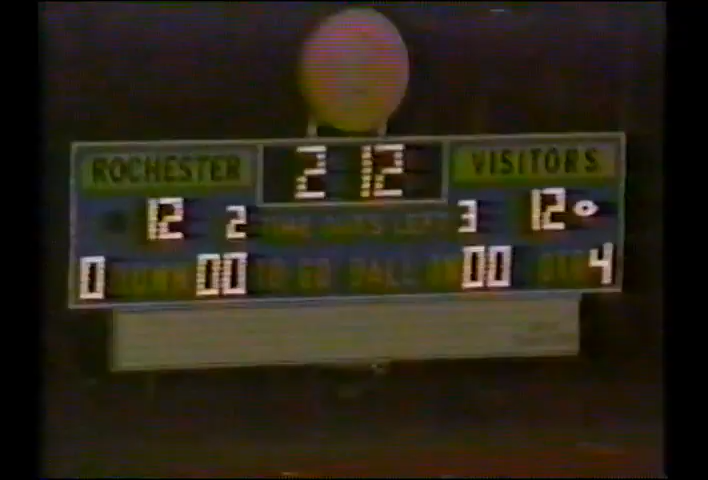 ROCHESTER 2 12 VISITORS
12 2 TIME OUTS LEFT 3 12
0 DOWN 00 TO GO BALL ON 00 QTR 4